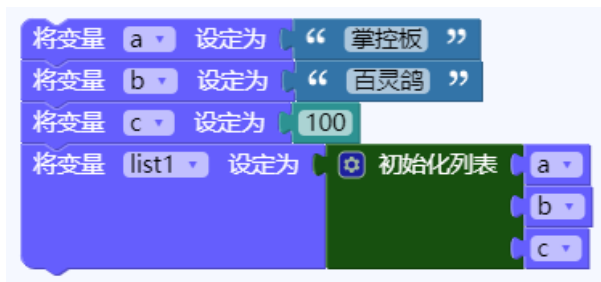 将变量 a 设定为 “ 掌控板 ”
将变量 b 设定为 “ 百灵鸽 ”
将变量 c 设定为 100
将变量 list1 设定为 初始化列表 a
b
c